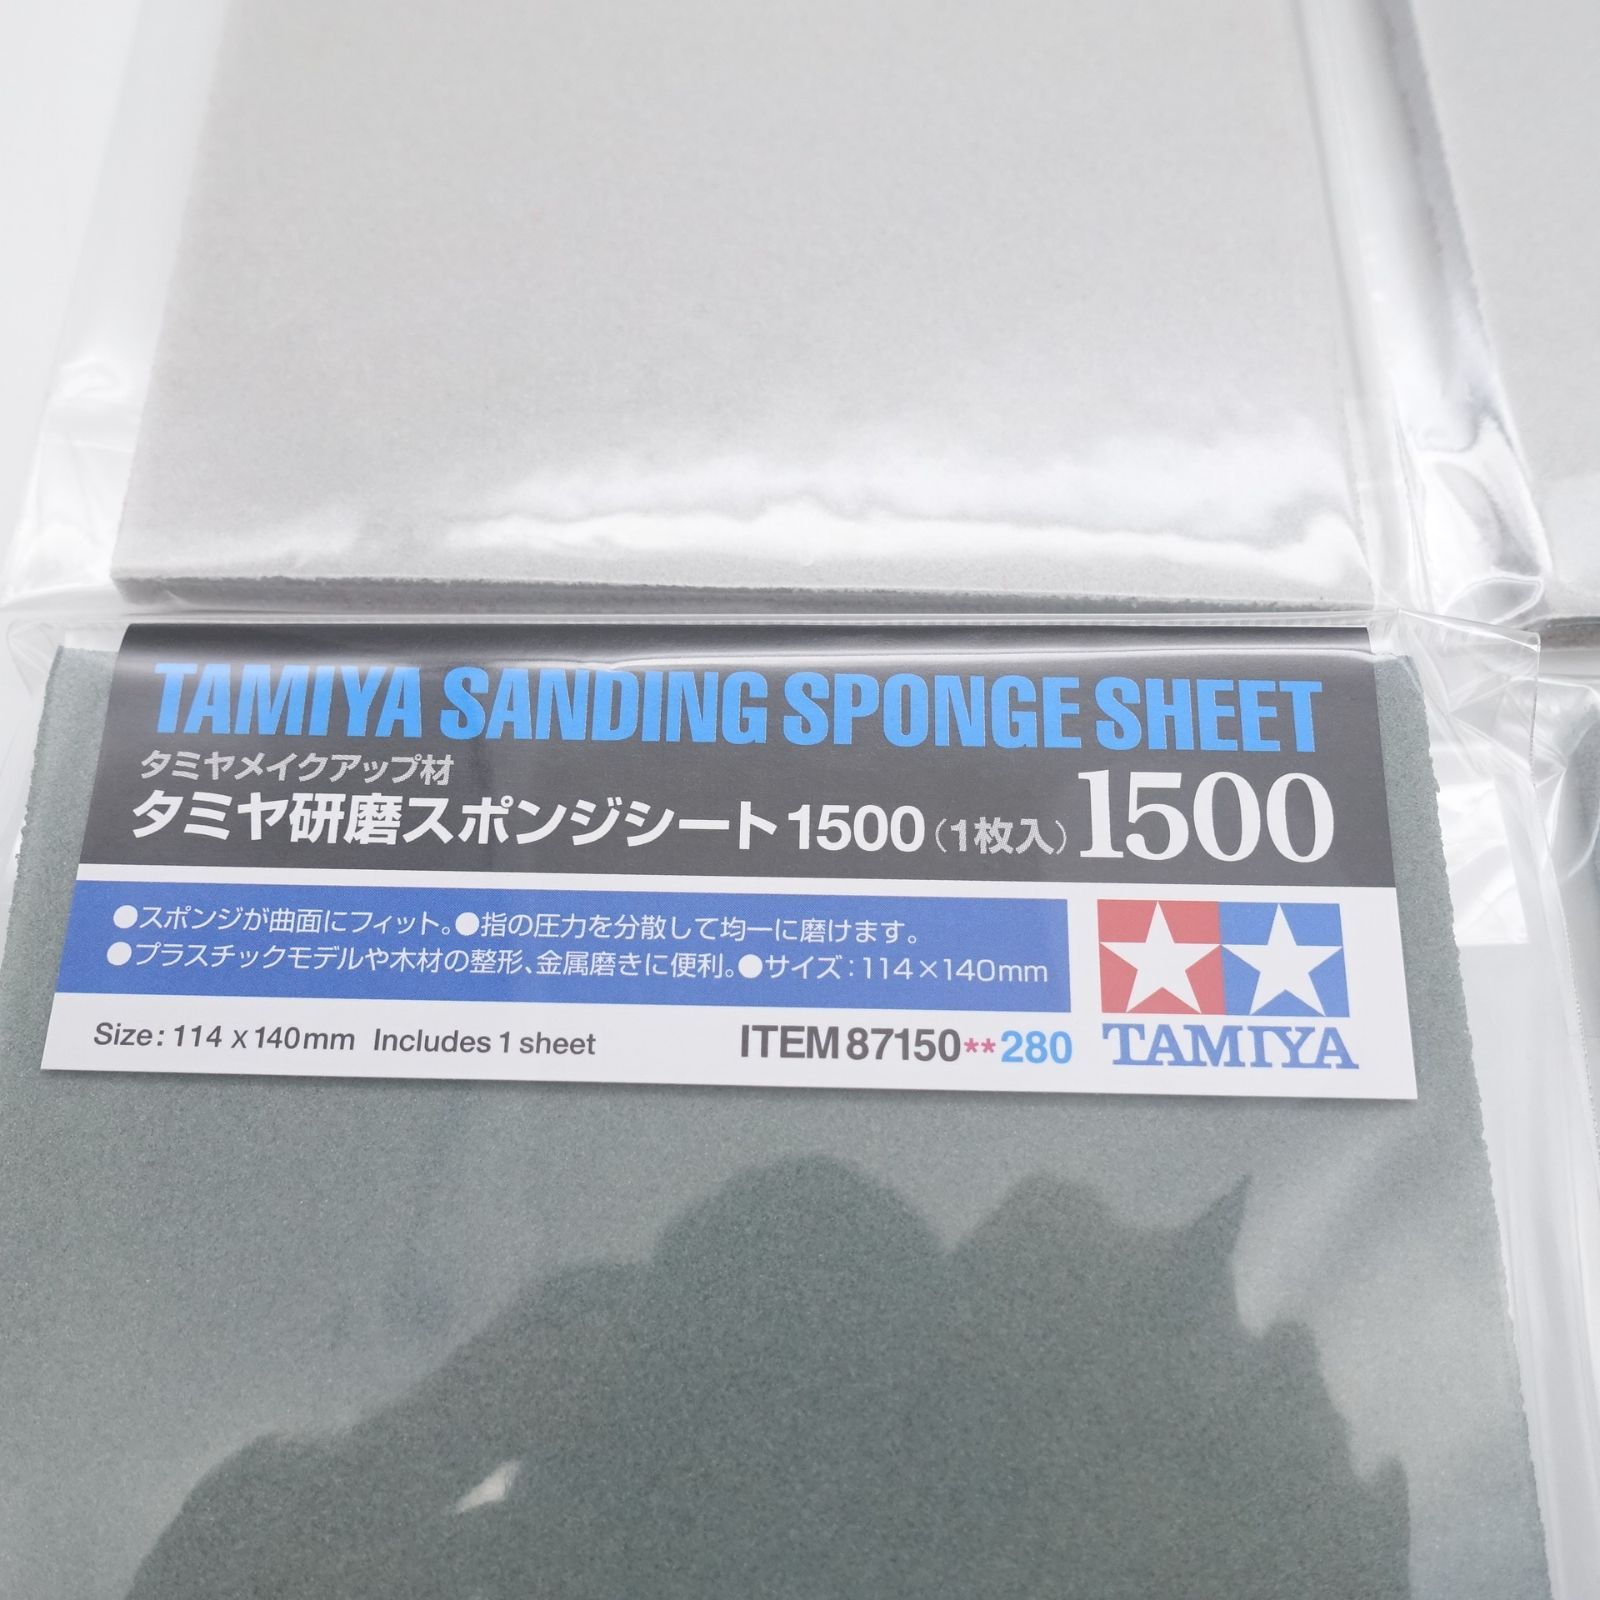 TAMIYA SANDING SPONGE SHEET
タミヤメイクアップ材
タミヤ研磨スポンジシート1500(1枚入) 1500
●スポンジが曲面にフィット。●指の圧力を分散して均一に磨けます。
●プラスチックモデルや木材の整形、金属磨きに便利。●サイズ:114×140mm
Size: 114 x 140mm Includes 1 sheet
ITEM 87150**280
TAMIYA